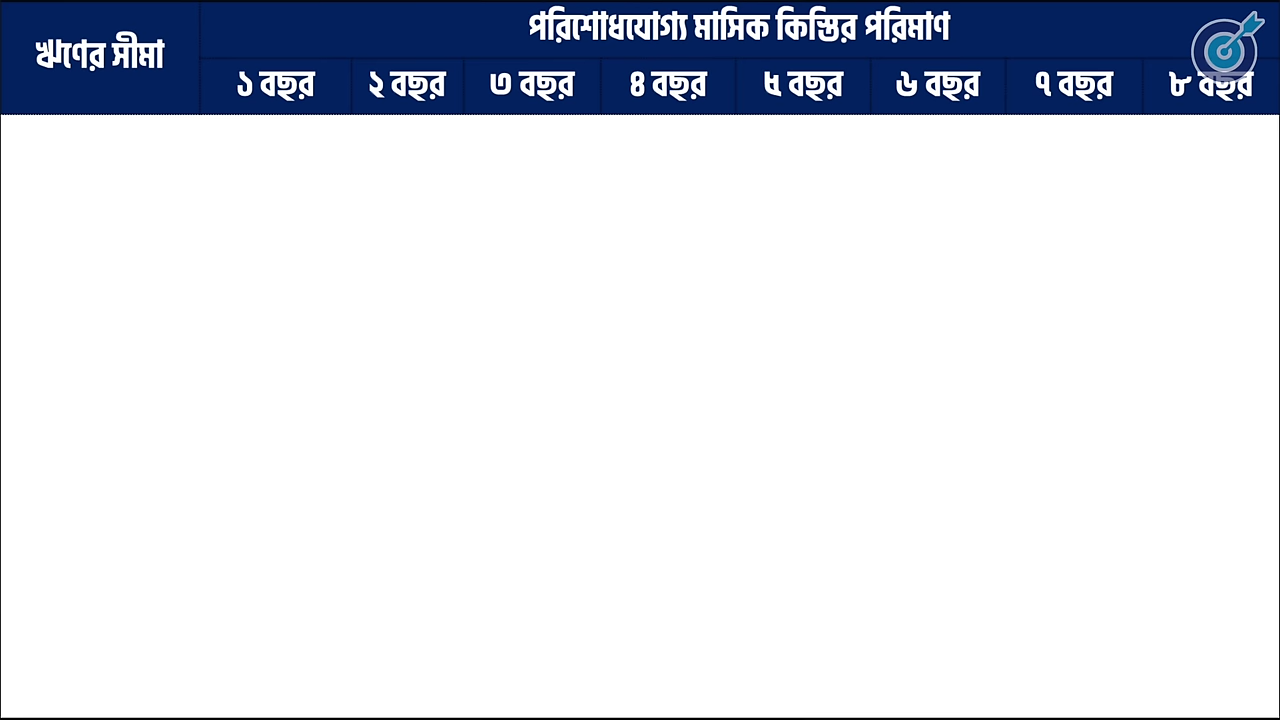 পরিশোধযোগ্য মাসিক কিস্তির পরিমাণ
ঋণের সীমা
১ বছর ২ বছর ৩ বছর ৪ বছর ৫ বছর ৬ বছর ৭ বছর ৮ বছর